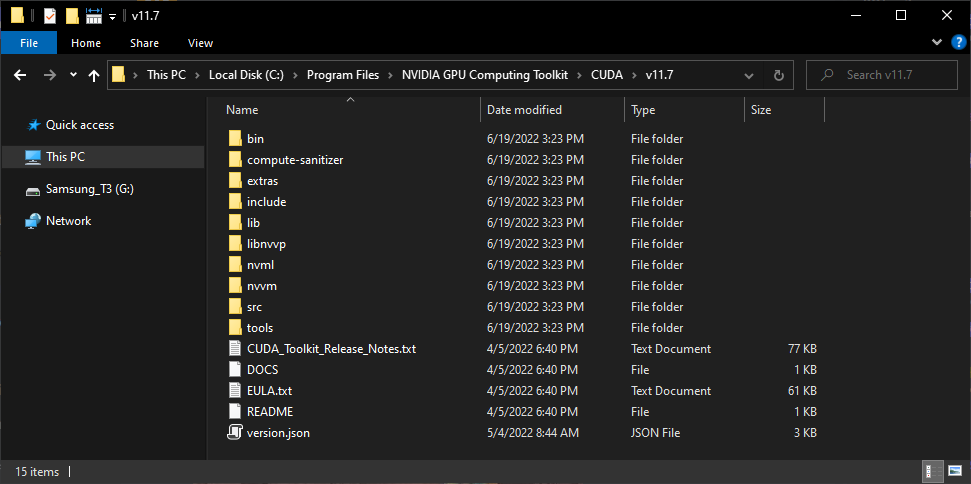 v11.7
File Home Share View
This PC Local Disk (C:) Program Files NVIDIA GPU Computing Toolkit CUDA v11.7 Search v11.7
Quick access
This PC
Samsung_T3 (G:)
Network
Name Date modified Type Size
bin 6/19/2022 3:23 PM File folder
compute-sanitizer 6/19/2022 3:23 PM File folder
extras 6/19/2022 3:23 PM File folder
include 6/19/2022 3:23 PM File folder
lib 6/19/2022 3:23 PM File folder
libnvvp 6/19/2022 3:23 PM File folder
nvml 6/19/2022 3:23 PM File folder
nvvm 6/19/2022 3:23 PM File folder
src 6/19/2022 3:23 PM File folder
tools 6/19/2022 3:23 PM File folder
CUDA_Toolkit_Release_Notes.txt 4/5/2022 6:40 PM Text Document 77 KB
DOCS 4/5/2022 6:40 PM File 1 KB
EULA.txt 4/5/2022 6:40 PM Text Document 61 KB
README 4/5/2022 6:40 PM File 1 KB
version.json 5/4/2022 8:44 AM JSON File 3 KB
15 items